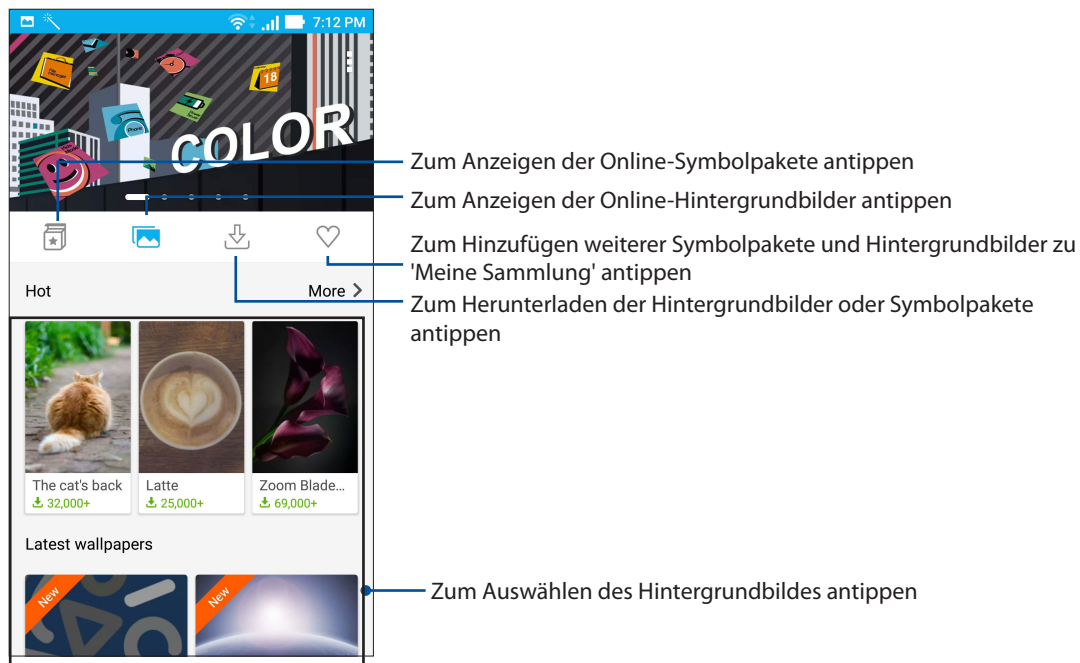 7:12 PM
18
Phone
COLOR
Zum Anzeigen der Online-Symbolpakete antippen
Zum Anzeigen der Online-Hintergrundbilder antippen
Zum Hinzufügen weiterer Symbolpakete und Hintergrundbilder zu
'Meine Sammlung' antippen
Zum Herunterladen der Hintergrundbilder oder Symbolpakete
antippen
Hot
More
The cat's back
32,000+
Latte
25,000+
Zoom Blade...
69,000+
Latest wallpapers
New
New
Zum Auswählen des Hintergrundbildes antippen